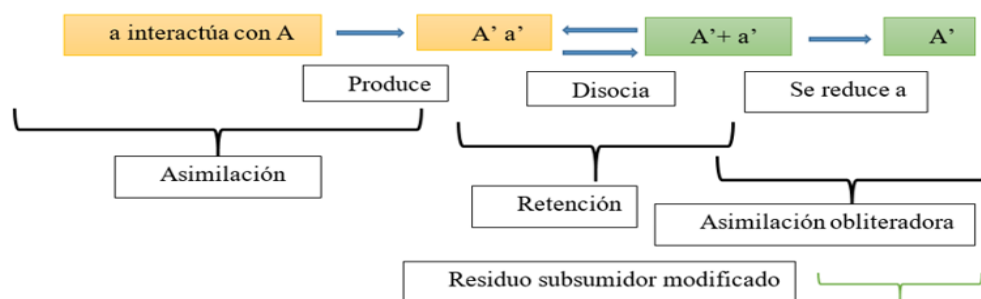 a interactúa con A
A’ a’
A’+ a’
A’
Produce
Disocia
Se reduce a
Asimilación
Retención
Asimilación obliteradora
Residuo subsumidor modificado